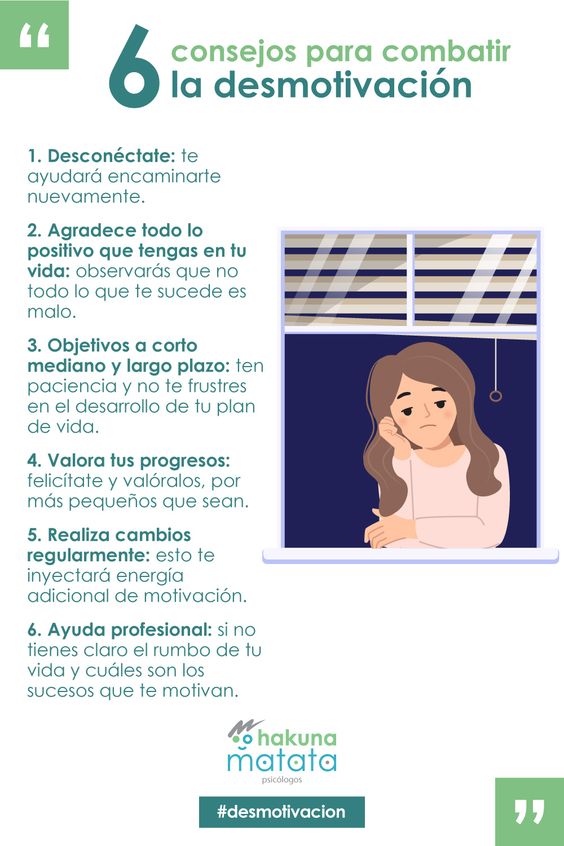 “
6 consejos para combatir
la desmotivación
1. Desconéctate: te
ayudará encaminarte
nuevamente.
2. Agradece todo lo
positivo que tengas en tu
vida: observarás que no
todo lo que te sucede es
malo.
3. Objetivos a corto
mediano y largo plazo: ten
paciencia y no te frustres
en el desarrollo de tu plan
de vida.
4. Valora tus progresos:
felicítate y valóralos, por
más pequeños que sean.
5. Realiza cambios
regularmente: esto te
inyectará energía
adicional de motivación.
6. Ayuda profesional: si no
tienes claro el rumbo de tu
vida y cuáles son los
sucesos que te motivan.
hakuna
matata
psicólogos
#desmotivacion
”